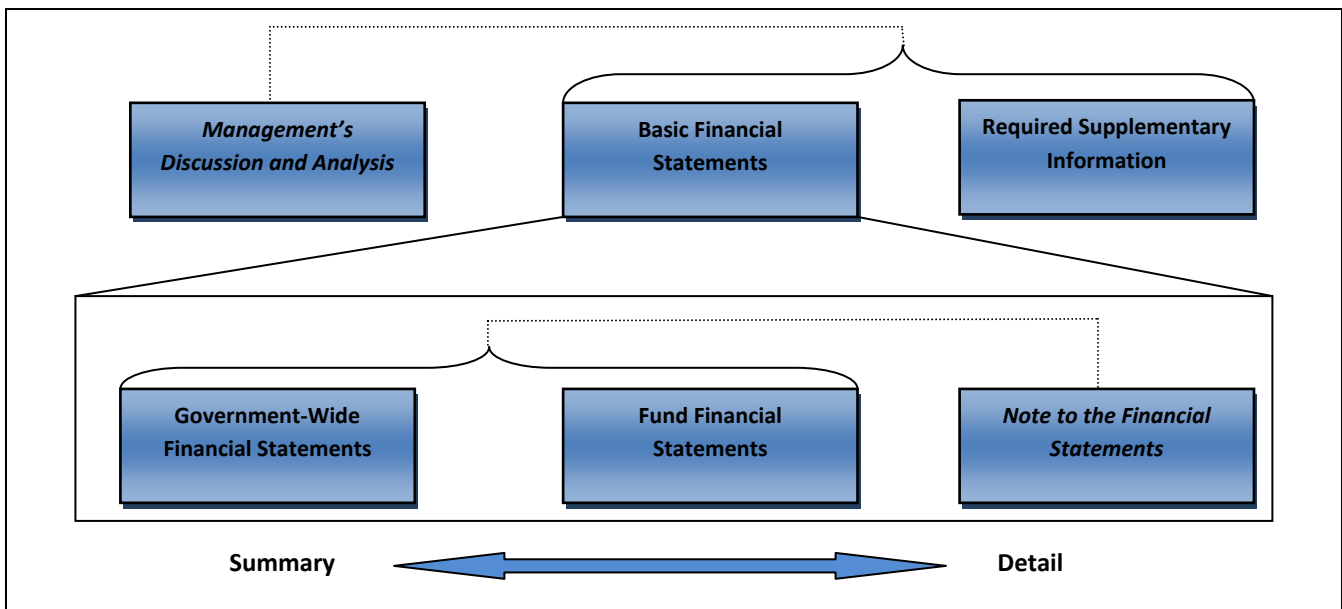 Management’s
Discussion and Analysis
Basic Financial
Statements
Required Supplementary
Information
Government-Wide
Financial Statements
Fund Financial
Statements
Note to the Financial
Statements
Summary
Detail